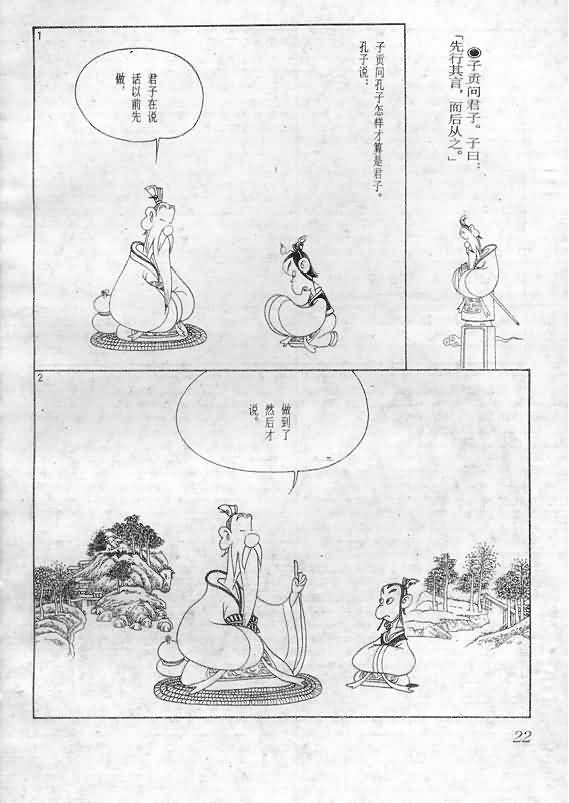 ●子贡问君子。子曰：
「先行其言，而后从之。」
1
子贡问孔子怎样才算是君子。
孔子说：
君子在说
话以前先
做，
2
做到了
然后才
说。
22